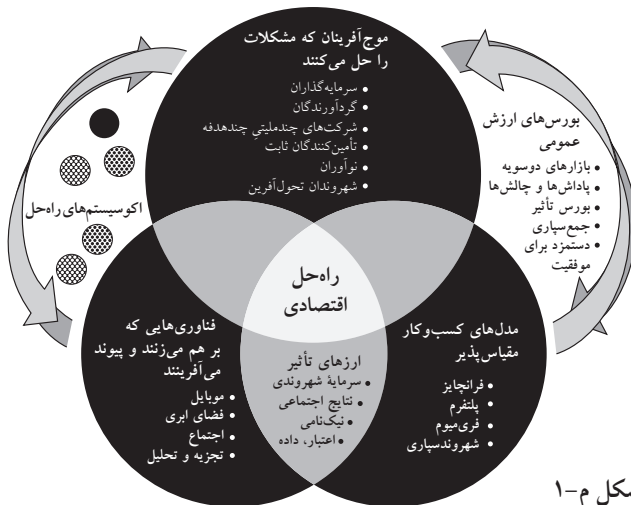 موج‌آفرینان که مشکلات
را حل می‌کنند
• سرمایه‌گذاران
• گردآورندگان
• شرکت‌های چندملیتیِ چندهدفه
• تأمین‌کنندگان ثابت
• نوآوران
• شهروندان تحول‌آفرین
بورس‌های ارزش
عمومی
• بازارهای دوسویه
• پاداش‌ها و چالش‌ها
• بورس تأثیر
• جمع‌سپاری
• دستمزد برای
موفقیت
اکوسیستم‌های راه‌حل
راه‌حل
اقتصادی
مدل‌های کسب‌وکار
مقیاس‌پذیر
• فرانچایز
• پلتفرم
• فری‌میوم
• شهروندسپاری
ارزهای تأثیر
• سرمایهٔ شهروندی
• نتایج اجتماعی
• نیک‌نامی
• اعتبار، داده
فناوری‌هایی که
بر هم می‌زنند و پیوند
می‌آفرینند
• موبایل
• فضای ابری
• اجتماع
• تجزیه و تحلیل
شکل م-۱